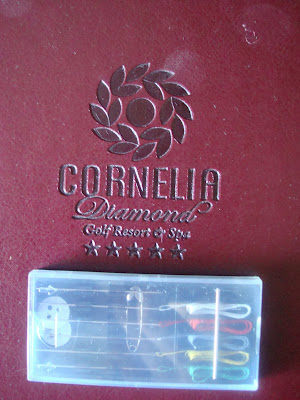 CORNELIA
Diamond
Golf Resort & Spa